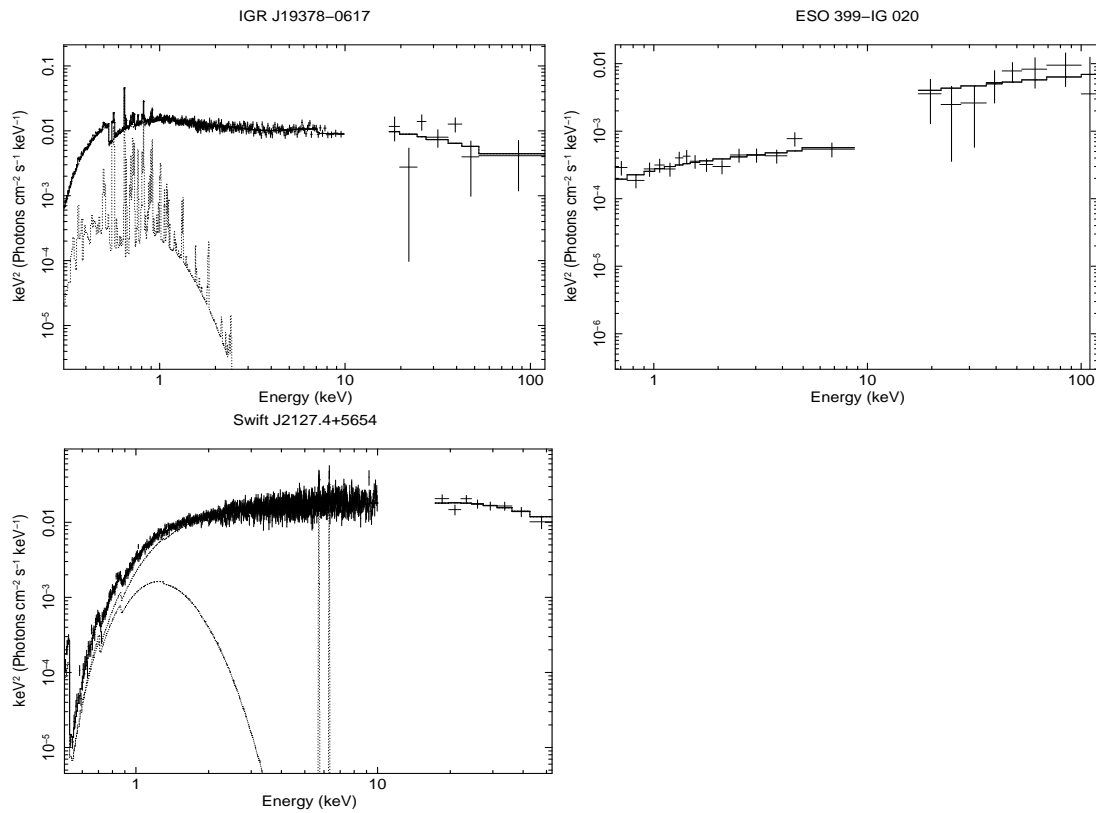 IGR J19378−0617
keV² (Photons cm⁻² s⁻¹ keV⁻¹)
0.1
0.01
10⁻³
10⁻⁴
10⁻⁵
1 10 100
Energy (keV)
ESO 399−IG 020
keV² (Photons cm⁻² s⁻¹ keV⁻¹)
0.01
10⁻³
10⁻⁴
10⁻⁵
10⁻⁶
1 10 100
Energy (keV)
Swift J2127.4+5654
keV² (Photons cm⁻² s⁻¹ keV⁻¹)
0.01
10⁻³
10⁻⁴
10⁻⁵
1 10
Energy (keV)